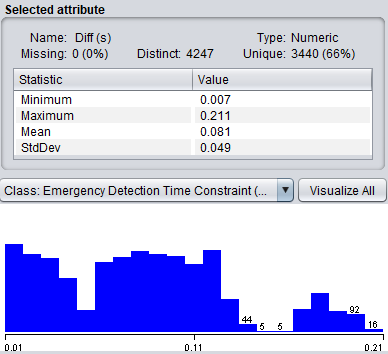 Selected attribute
Name: Diff (s) Type: Numeric
Missing: 0 (0%) Distinct: 4247 Unique: 3440 (66%)
Statistic Value
Minimum 0.007
Maximum 0.211
Mean 0.081
StdDev 0.049
Class: Emergency Detection Time Constraint (... Visualize All
44 5 5 92 16
0.01 0.11 0.21